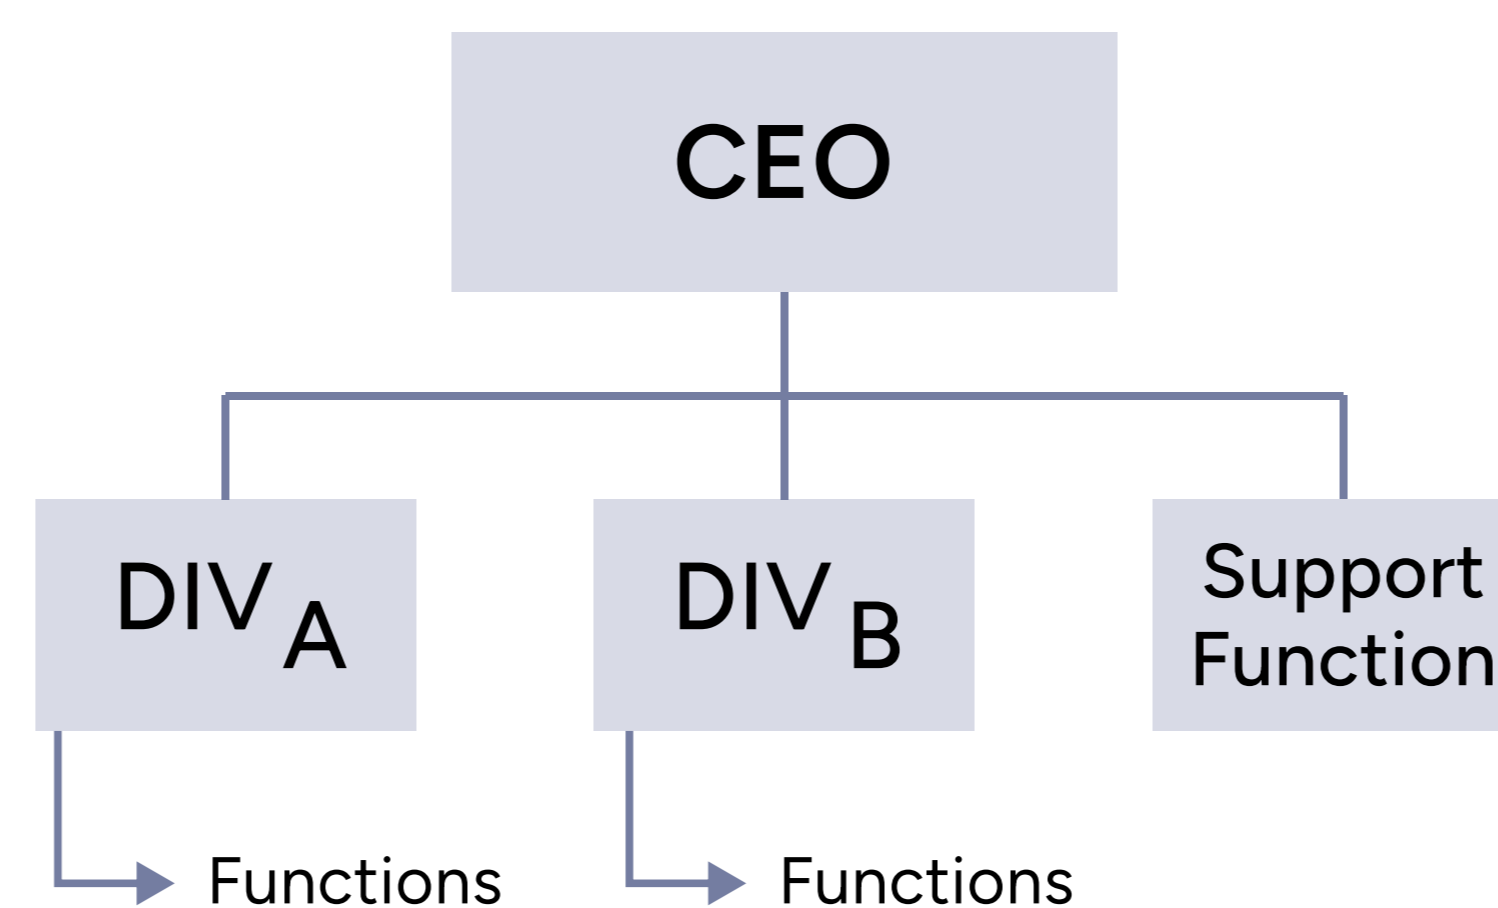 CEO
DIV A
DIV B
Support
Function
Functions
Functions